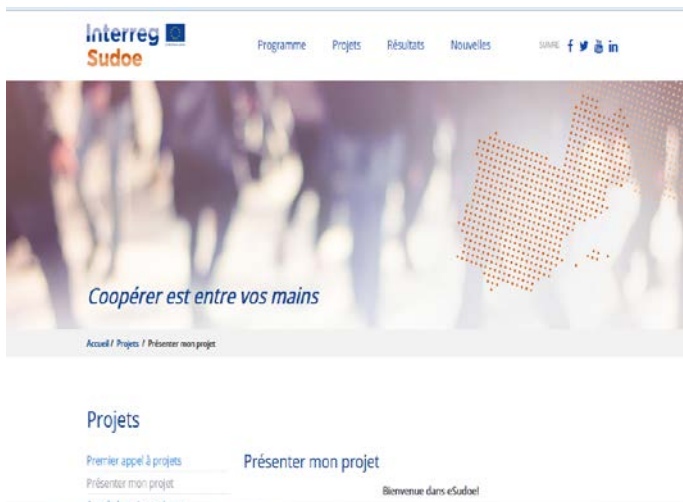 Interreg
Sudoe
Programme Projets Résultats Nouvelles
Coopérer est entre vos mains
Accueil / Projets / Présenter mon projet
Projets
Premier appel à projets
Présenter mon projet
Présenter mon projet
Bienvenue dans eSudoe!